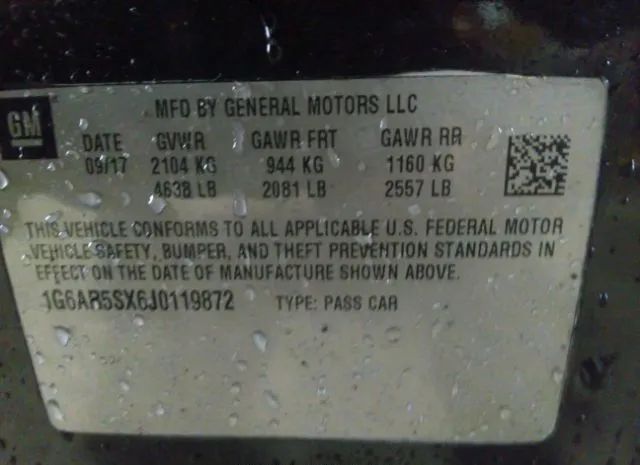 GM
MFD BY GENERAL MOTORS LLC
DATE GVWR GAWR FRT GAWR RR
09/17 2104 KG 944 KG 1160 KG
4638 LB 2081 LB 2557 LB
THIS VEHICLE CONFORMS TO ALL APPLICABLE U.S. FEDERAL MOTOR
VEHICLE SAFETY, BUMPER, AND THEFT PREVENTION STANDARDS IN
EFFECT ON THE DATE OF MANUFACTURE SHOWN ABOVE.
1G6AR5SX6J0119872 TYPE: PASS CAR